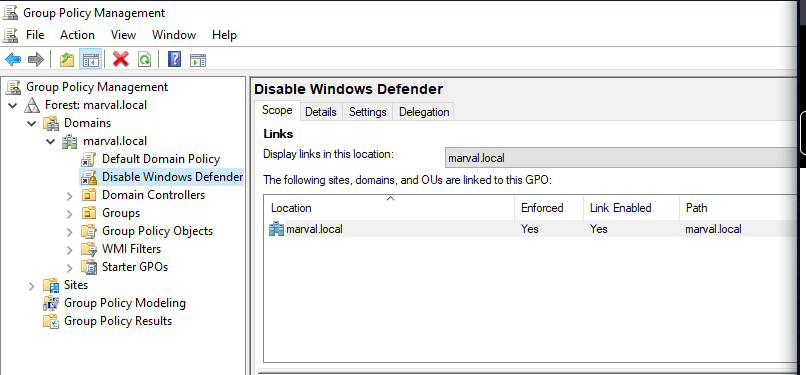 Group Policy Management
File Action View Window Help
Group Policy Management
Forest: marval.local
Domains
marval.local
Default Domain Policy
Disable Windows Defender
Domain Controllers
Groups
Group Policy Objects
WMI Filters
Starter GPOs
Sites
Group Policy Modeling
Group Policy Results
Disable Windows Defender
Scope Details Settings Delegation
Links
Display links in this location: marval.local
The following sites, domains, and OUs are linked to this GPO:
Location Enforced Link Enabled Path
marval.local Yes Yes marval.local